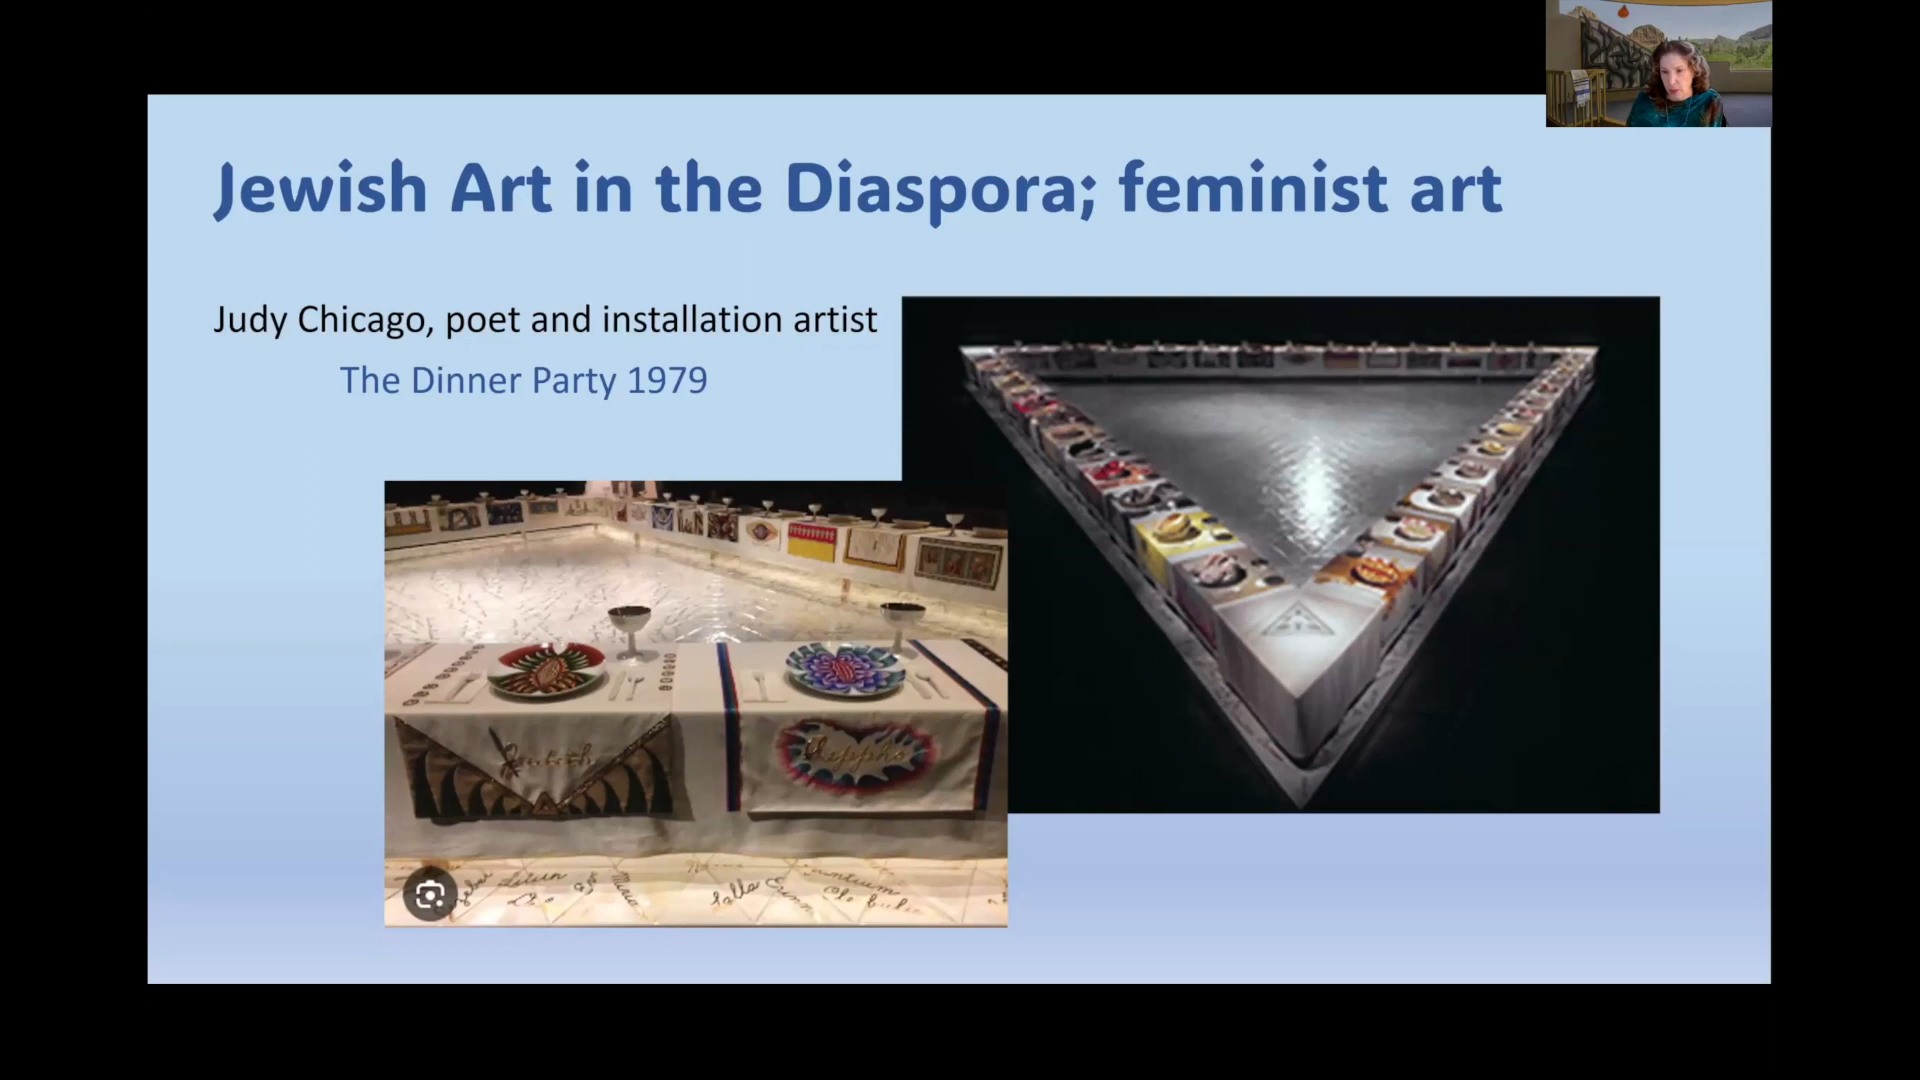 Jewish Art in the Diaspora; feminist art
Judy Chicago, poet and installation artist
The Dinner Party 1979
Judith
Sappho